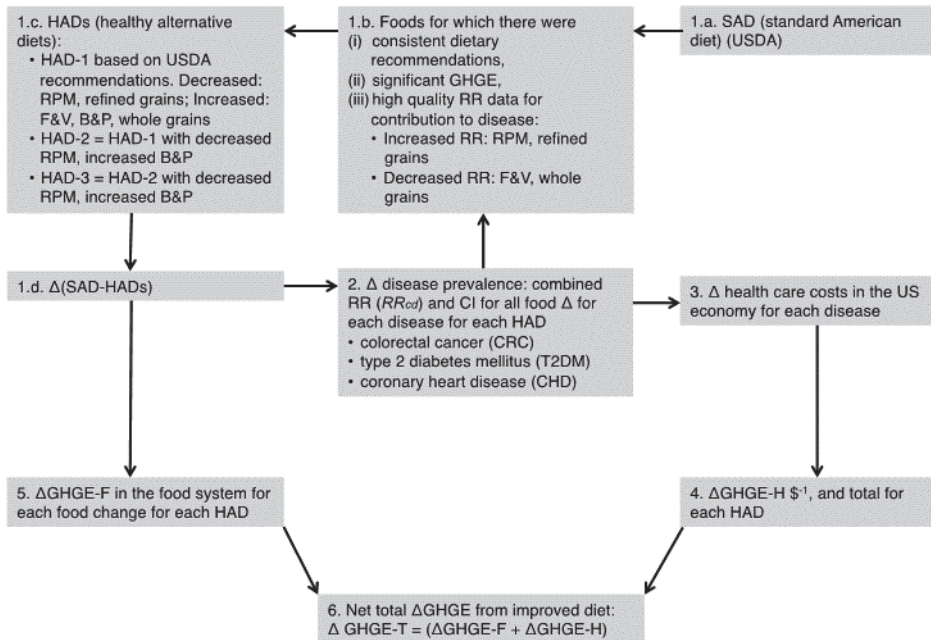 1.c. HADs (healthy alternative
diets):
• HAD-1 based on USDA
recommendations. Decreased:
RPM, refined grains; Increased:
F&V, B&P, whole grains
• HAD-2 = HAD-1 with decreased
RPM, increased B&P
• HAD-3 = HAD-2 with decreased
RPM, increased B&P
1.b. Foods for which there were
(i) consistent dietary
recommendations,
(ii) significant GHGE,
(iii) high quality RR data for
contribution to disease:
• Increased RR: RPM, refined
grains
• Decreased RR: F&V, whole
grains
1.a. SAD (standard American
diet) (USDA)
1.d. Δ(SAD-HADs)
2. Δ disease prevalence: combined
RR (RRcd) and CI for all food Δ for
each disease for each HAD
• colorectal cancer (CRC)
• type 2 diabetes mellitus (T2DM)
• coronary heart disease (CHD)
3. Δ health care costs in the US
economy for each disease
5. ΔGHGE-F in the food system for
each food change for each HAD
4. ΔGHGE-H $⁻¹, and total for
each HAD
6. Net total ΔGHGE from improved diet:
Δ GHGE-T = (ΔGHGE-F + ΔGHGE-H)